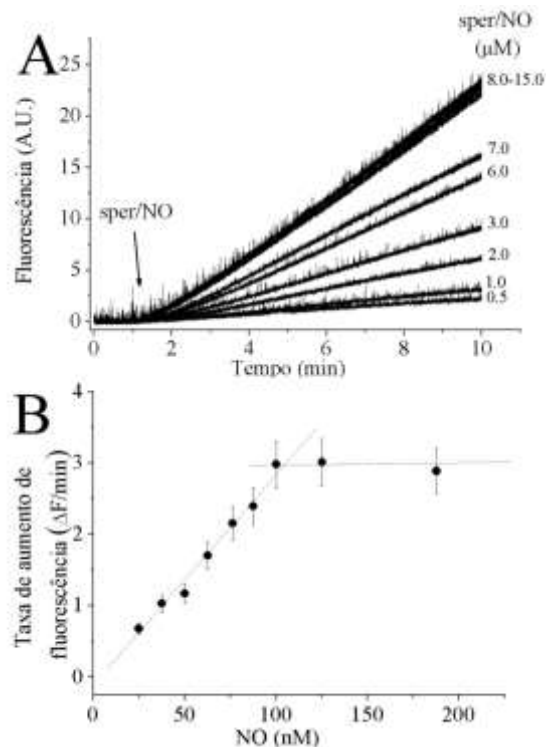 A
sper/NO
(µM)
25
20
15
10
5
0
Fluorescência (A.U.)
sper/NO
8.0-15.0
7.0
6.0
3.0
2.0
1.0
0.5
0 2 4 6 8 10
Tempo (min)
B
4
3
2
1
0
Taxa de aumento de
fluorescência (ΔF/min)
0 50 100 150 200
NO (nM)